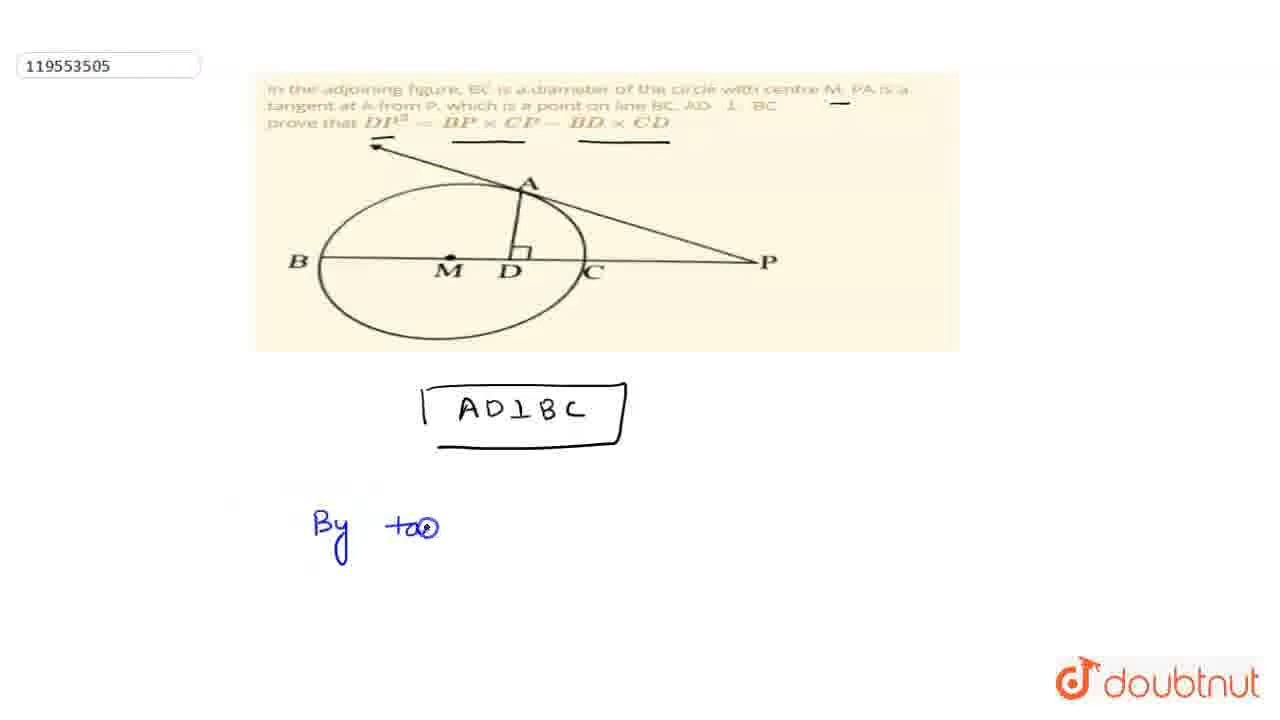 119553505
In the adjoining figure, BC is a diameter of the circle with centre M. PA is a
tangent at A from P, which is a point on line BC. AD ⊥ BC
prove that DP² = BP × CP − BD × CD
A
B
M
D
C
P
AD⊥BC
By ta
doubtnut